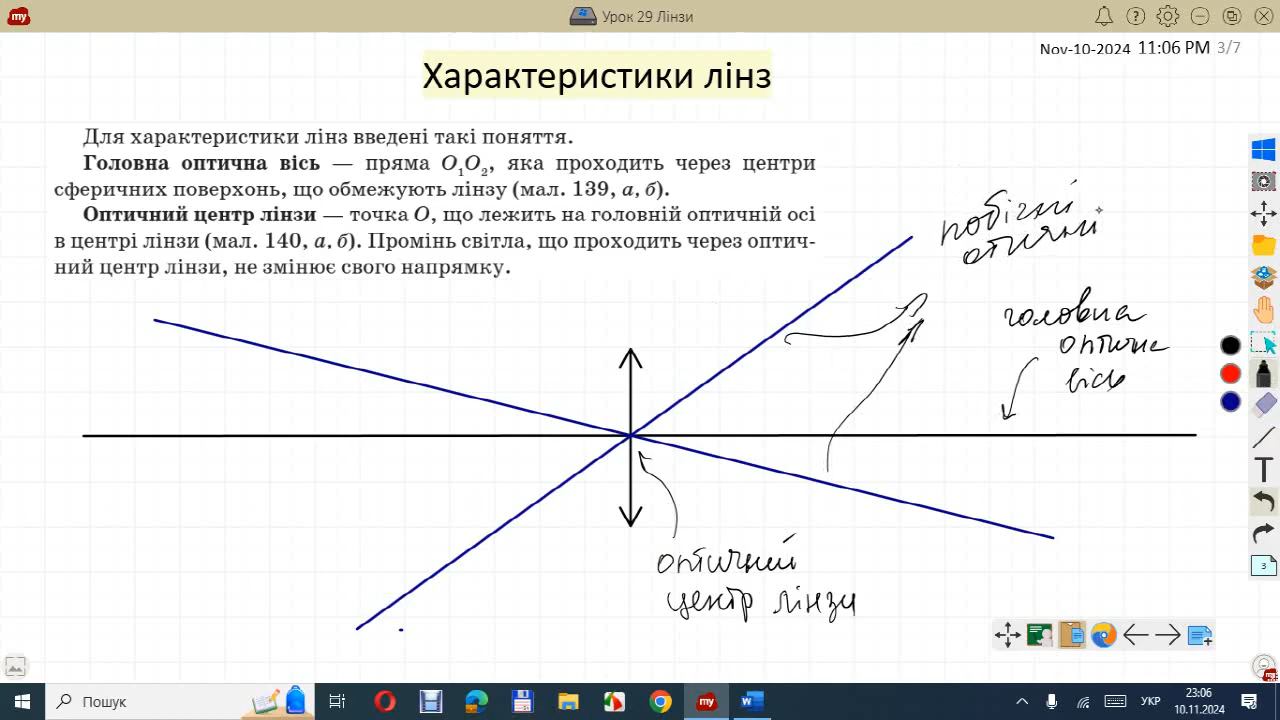 my
Урок 29 Лінзи
Nov-10-2024 11:06 PM 3/7
Характеристики лінз
Для характеристики лінз введені такі поняття.
Головна оптична вісь — пряма O₁O₂, яка проходить через центри
сферичних поверхонь, що обмежують лінзу (мал. 139, а, б).
Оптичний центр лінзи — точка O, що лежить на головній оптичній осі
в центрі лінзи (мал. 140, а, б). Промінь світла, що проходить через оптич-
ний центр лінзи, не змінює свого напрямку.
побічні
головна
оптична
вісь
оптичний
центр лінзи
T
3
Пошук
my
W
УКР
23:06
10.11.2024